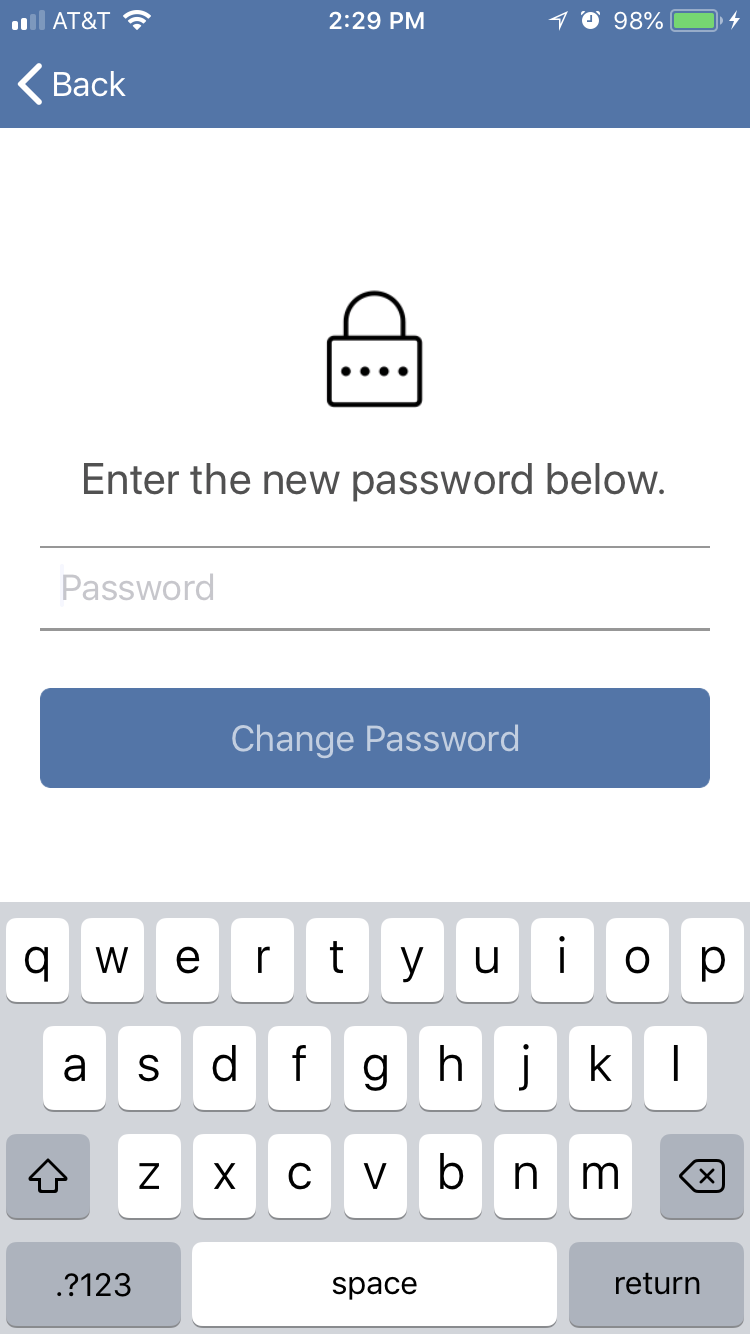 AT&T 2:29 PM 98%
Back
Enter the new password below.
Password
Change Password
q w e r t y u i o p
a s d f g h j k l
z x c v b n m
.?123 space return